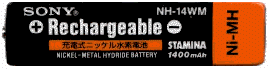 SONY NH-14WM
⊕ Rechargeable ⊖
充電式ニッケル水素電池 STAMINA
NICKEL-METAL HYDRIDE BATTERY 1400mAh
Ni-MH